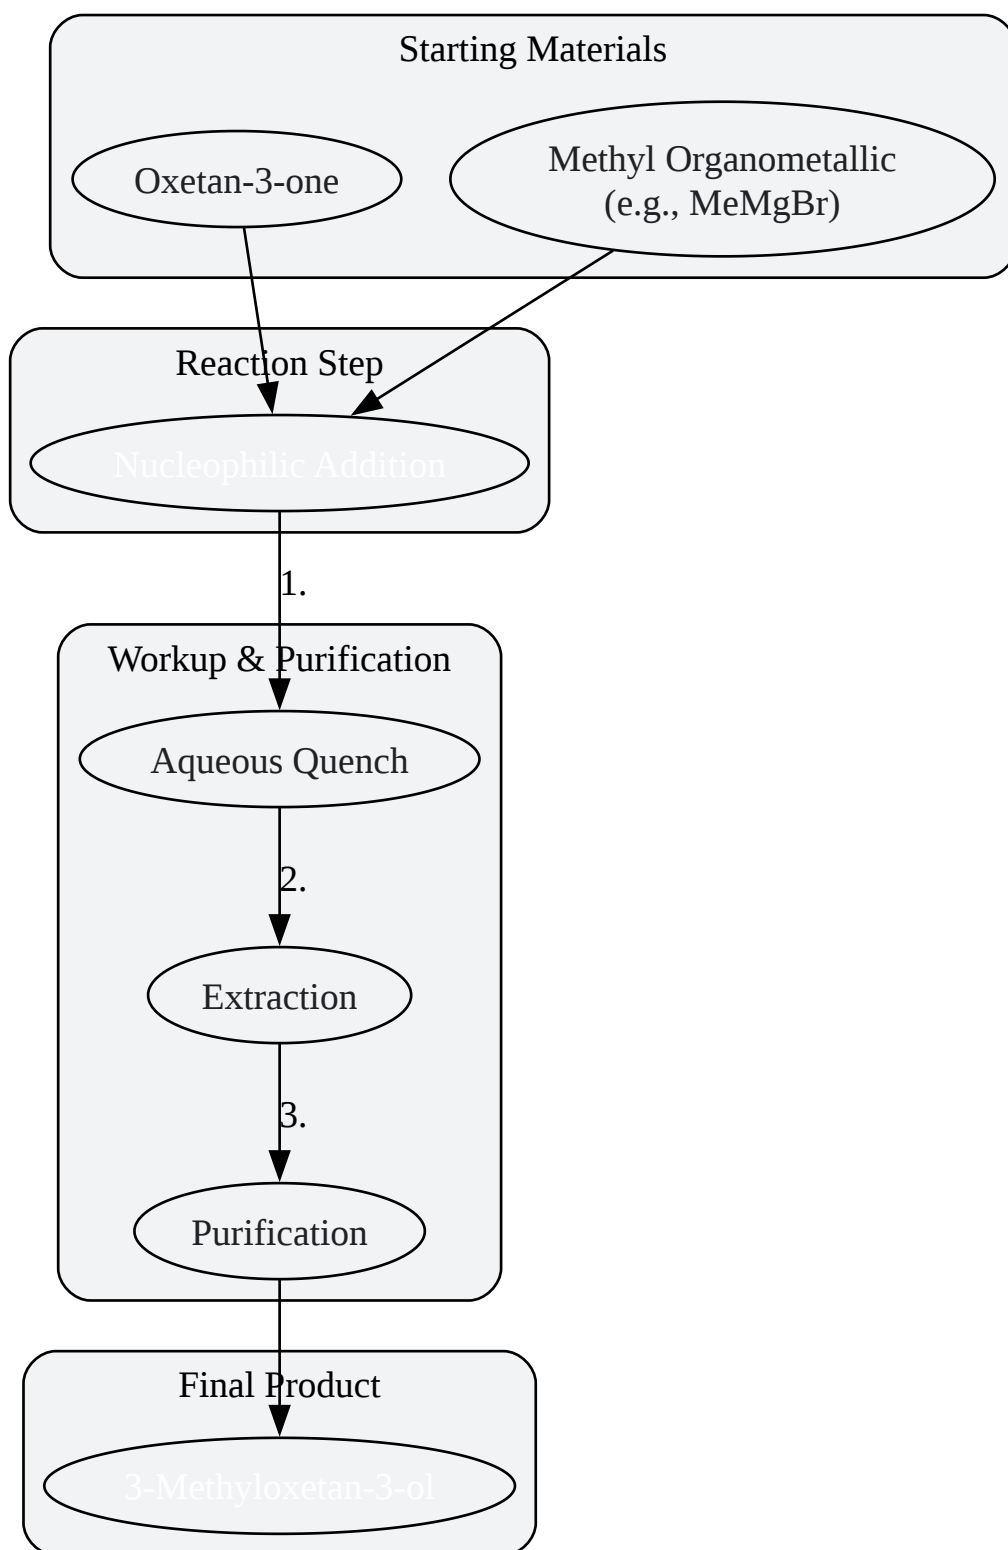 Starting Materials
Oxetan-3-one
Methyl Organometallic
(e.g., MeMgBr)
Reaction Step
Nucleophilic Addition
1.
Workup & Purification
Aqueous Quench
2.
Extraction
3.
Purification
Final Product
3-Methyloxetan-3-ol